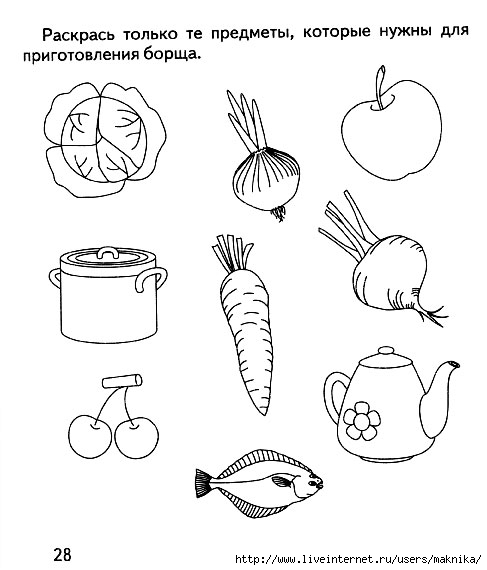 Раскрась только те предметы, которые нужны для
приготовления борща.
28
http://www.liveinternet.ru/users/maknika/